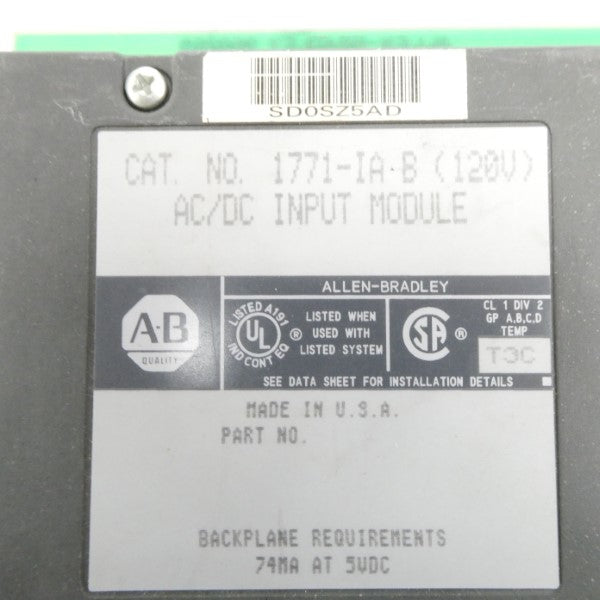 SD0SZ5AD
CAT. NO. 1771-IA·B (120V)
AC/DC INPUT MODULE
ALLEN-BRADLEY
A-B
QUALITY
LISTED A191
UL
IND CONT EQ
®
LISTED WHEN
USED WITH
LISTED SYSTEM
SA
®
CL 1 DIV 2
GP A,B,C,D
TEMP
T3C
SEE DATA SHEET FOR INSTALLATION DETAILS
MADE IN U.S.A.
PART NO.
BACKPLANE REQUIREMENTS
74MA AT 5VDC